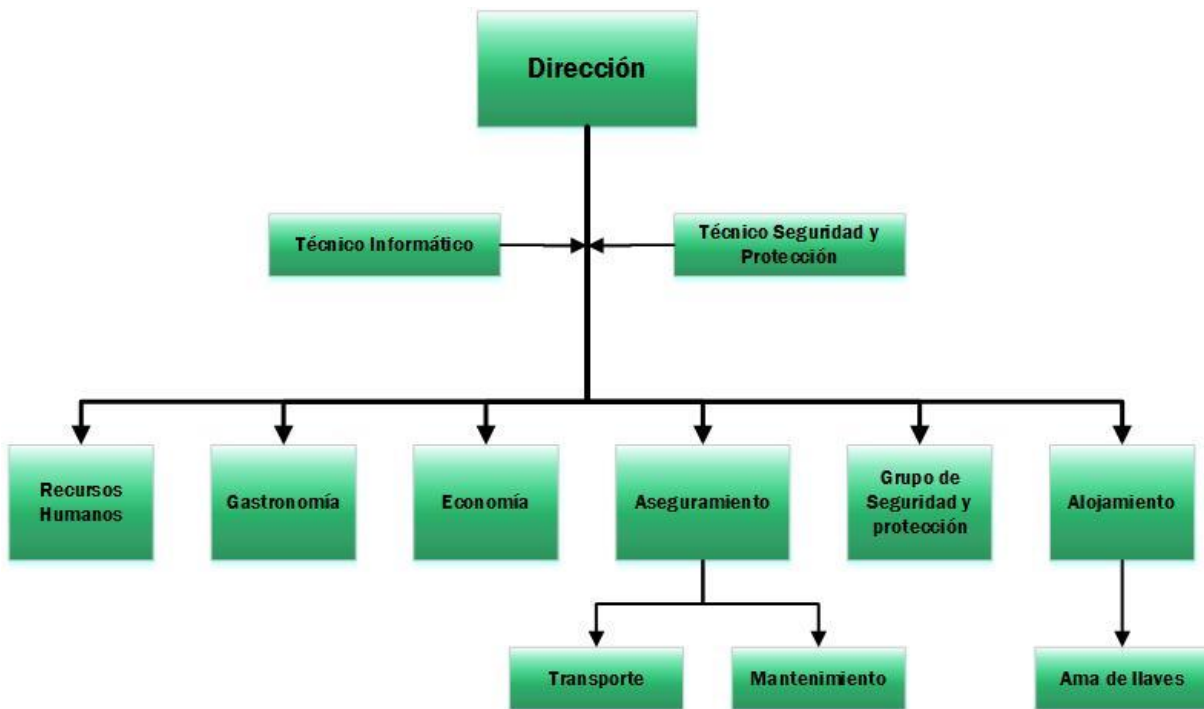 Dirección
Técnico Informático
Técnico Seguridad y
Protección
Recursos
Humanos
Gastronomía
Economía
Aseguramiento
Grupo de
Seguridad y
protección
Alojamiento
Transporte
Mantenimiento
Ama de llaves